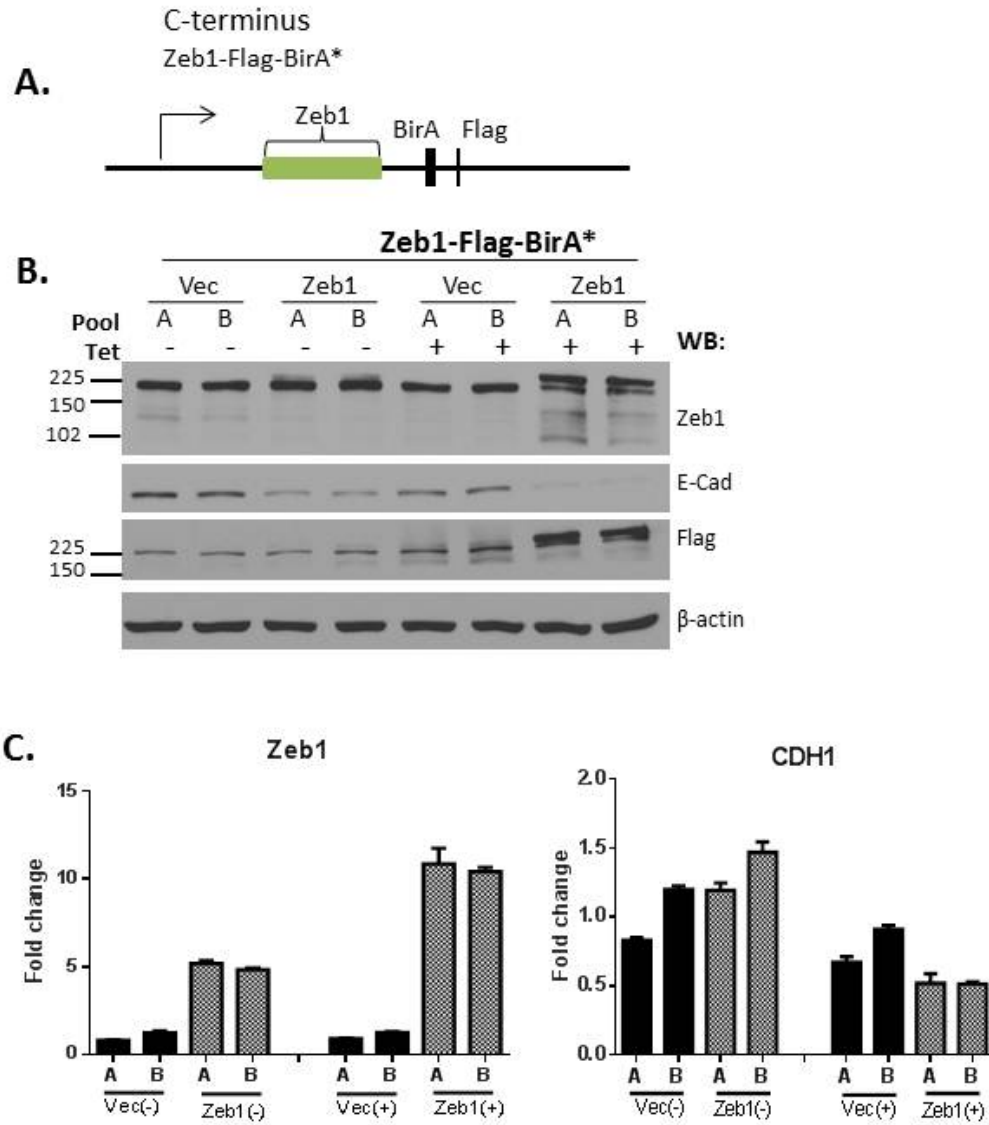 C-terminus
Zeb1-Flag-BirA*
A.
Zeb1
BirA Flag
Zeb1-Flag-BirA*
B.
Vec Zeb1 Vec Zeb1
Pool A B A B A B A B
Tet - - - - + + + + WB:
225
150
102
Zeb1
E-Cad
Flag
225
150
β-actin
C.
Zeb1
Fold change
15
10
5
0
A B A B A B A B
Vec(-) Zeb1(-) Vec(+) Zeb1(+)
CDH1
Fold change
2.0
1.5
1.0
0.5
0.0
A B A B A B A B
Vec(-) Zeb1(-) Vec(+) Zeb1(+)